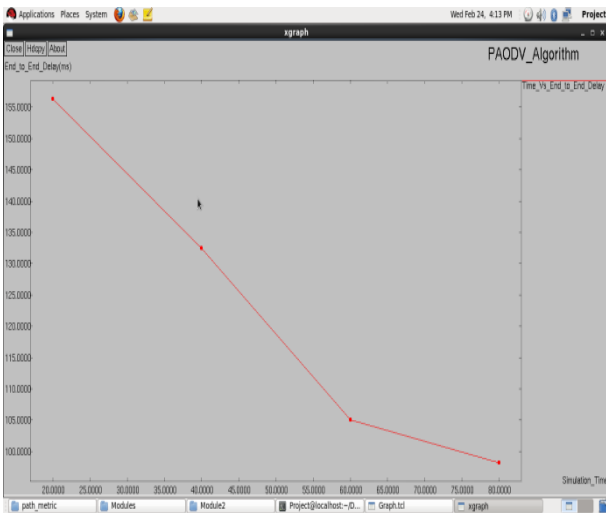 Applications Places System Wed Feb 24, 4:13 PM Project
xgraph
Close Hdcpy About PAODV_Algorithm
End_to_End_Delay(ms)
Time_Vs_End_to_End_Delay
155.0000
150.0000
145.0000
140.0000
135.0000
130.0000
125.0000
120.0000
115.0000
110.0000
105.0000
100.0000
20.0000 25.0000 30.0000 35.0000 40.0000 45.0000 50.0000 55.0000 60.0000 65.0000 70.0000 75.0000 80.0000
Simulation_Time
path_metric Modules Module2 Project@localhost:~/D... Graph.tcl xgraph